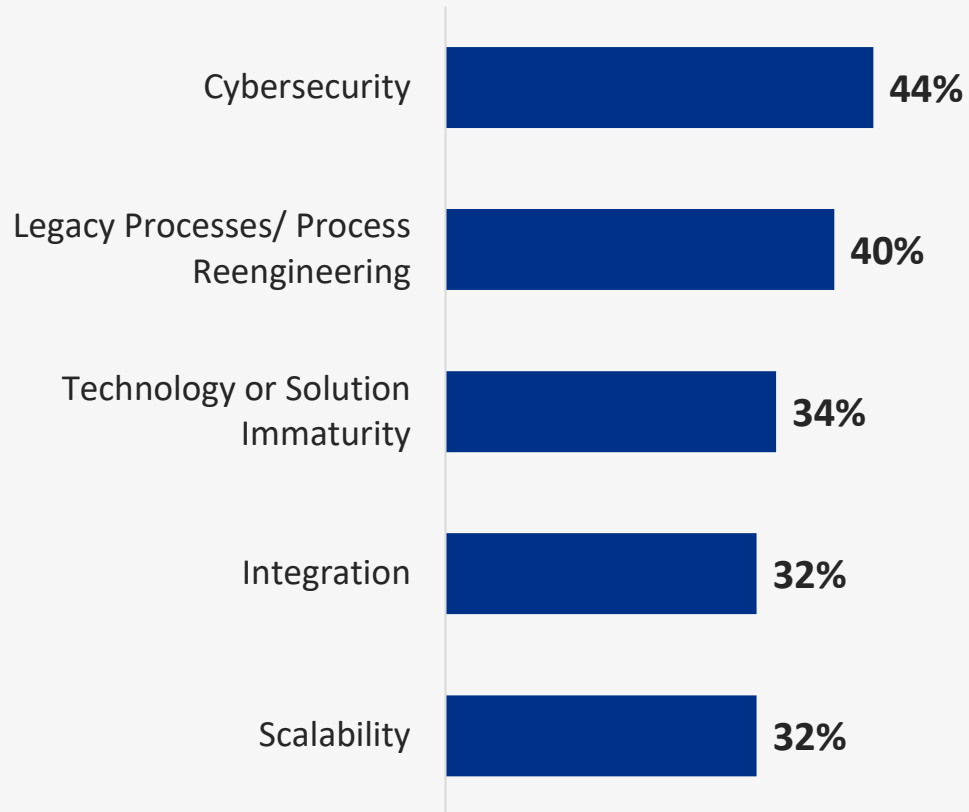 Cybersecurity
44%
Legacy Processes/ Process
Reengineering
40%
Technology or Solution
Immaturity
34%
Integration
32%
Scalability
32%